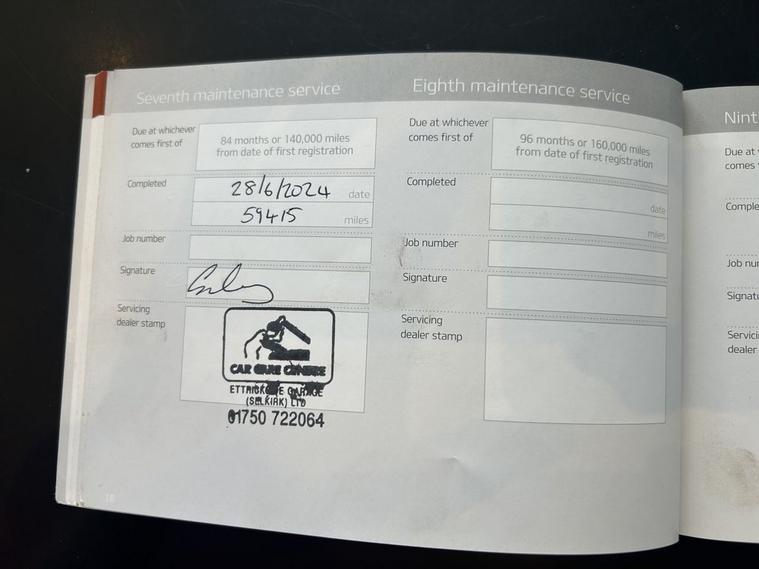 Seventh maintenance service
Due at whichever
comes first of
84 months or 140,000 miles
from date of first registration
Completed
28/6/2024 date
59415 miles
Job number
Signature
Servicing
dealer stamp
CAR CARE CENTRE
ETTRICKSIDE GARAGE
(SELKIRK) LTD
01750 722064
18
Eighth maintenance service
Due at whichever
comes first of
96 months or 160,000 miles
from date of first registration
Completed
date
miles
Job number
Signature
Servicing
dealer stamp
Nint
Due at
comes
Comple
Job nu
Signatu
Servici
dealer